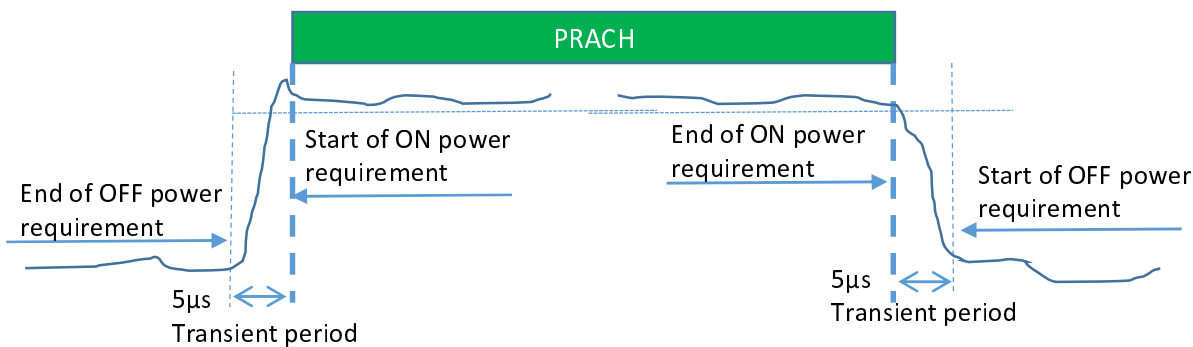 PRACH
Start of ON power
requirement
End of ON power
requirement
End of OFF power
requirement
Start of OFF power
requirement
5μs
Transient period
5μs
Transient period